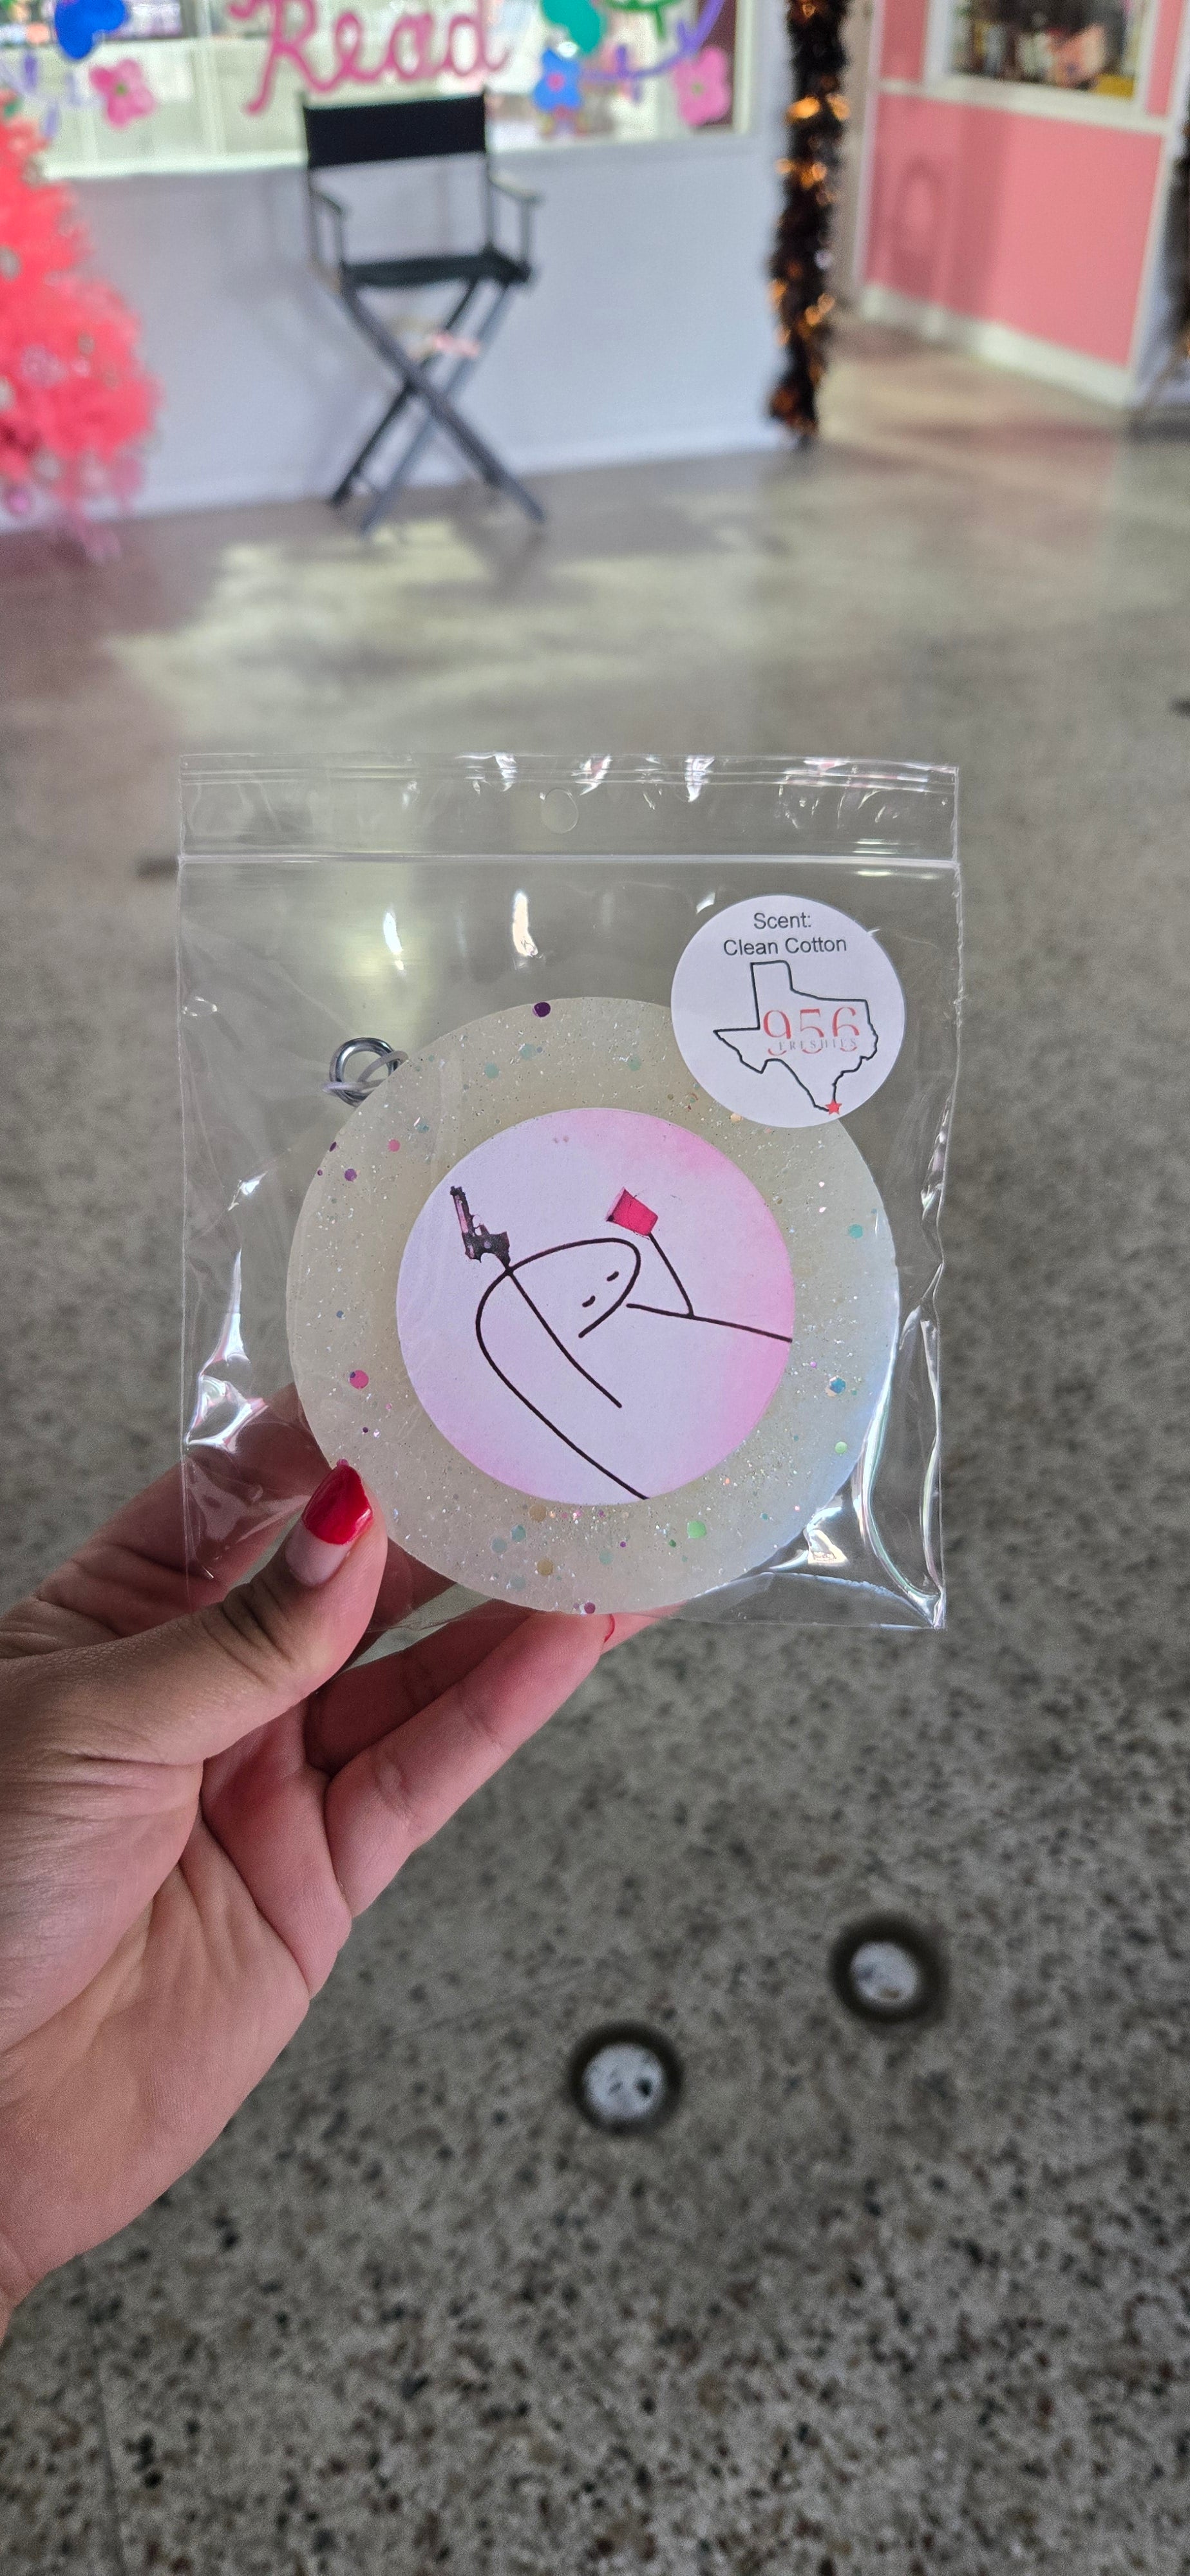 Read
Scent:
Clean Cotton
956
FRESHIES